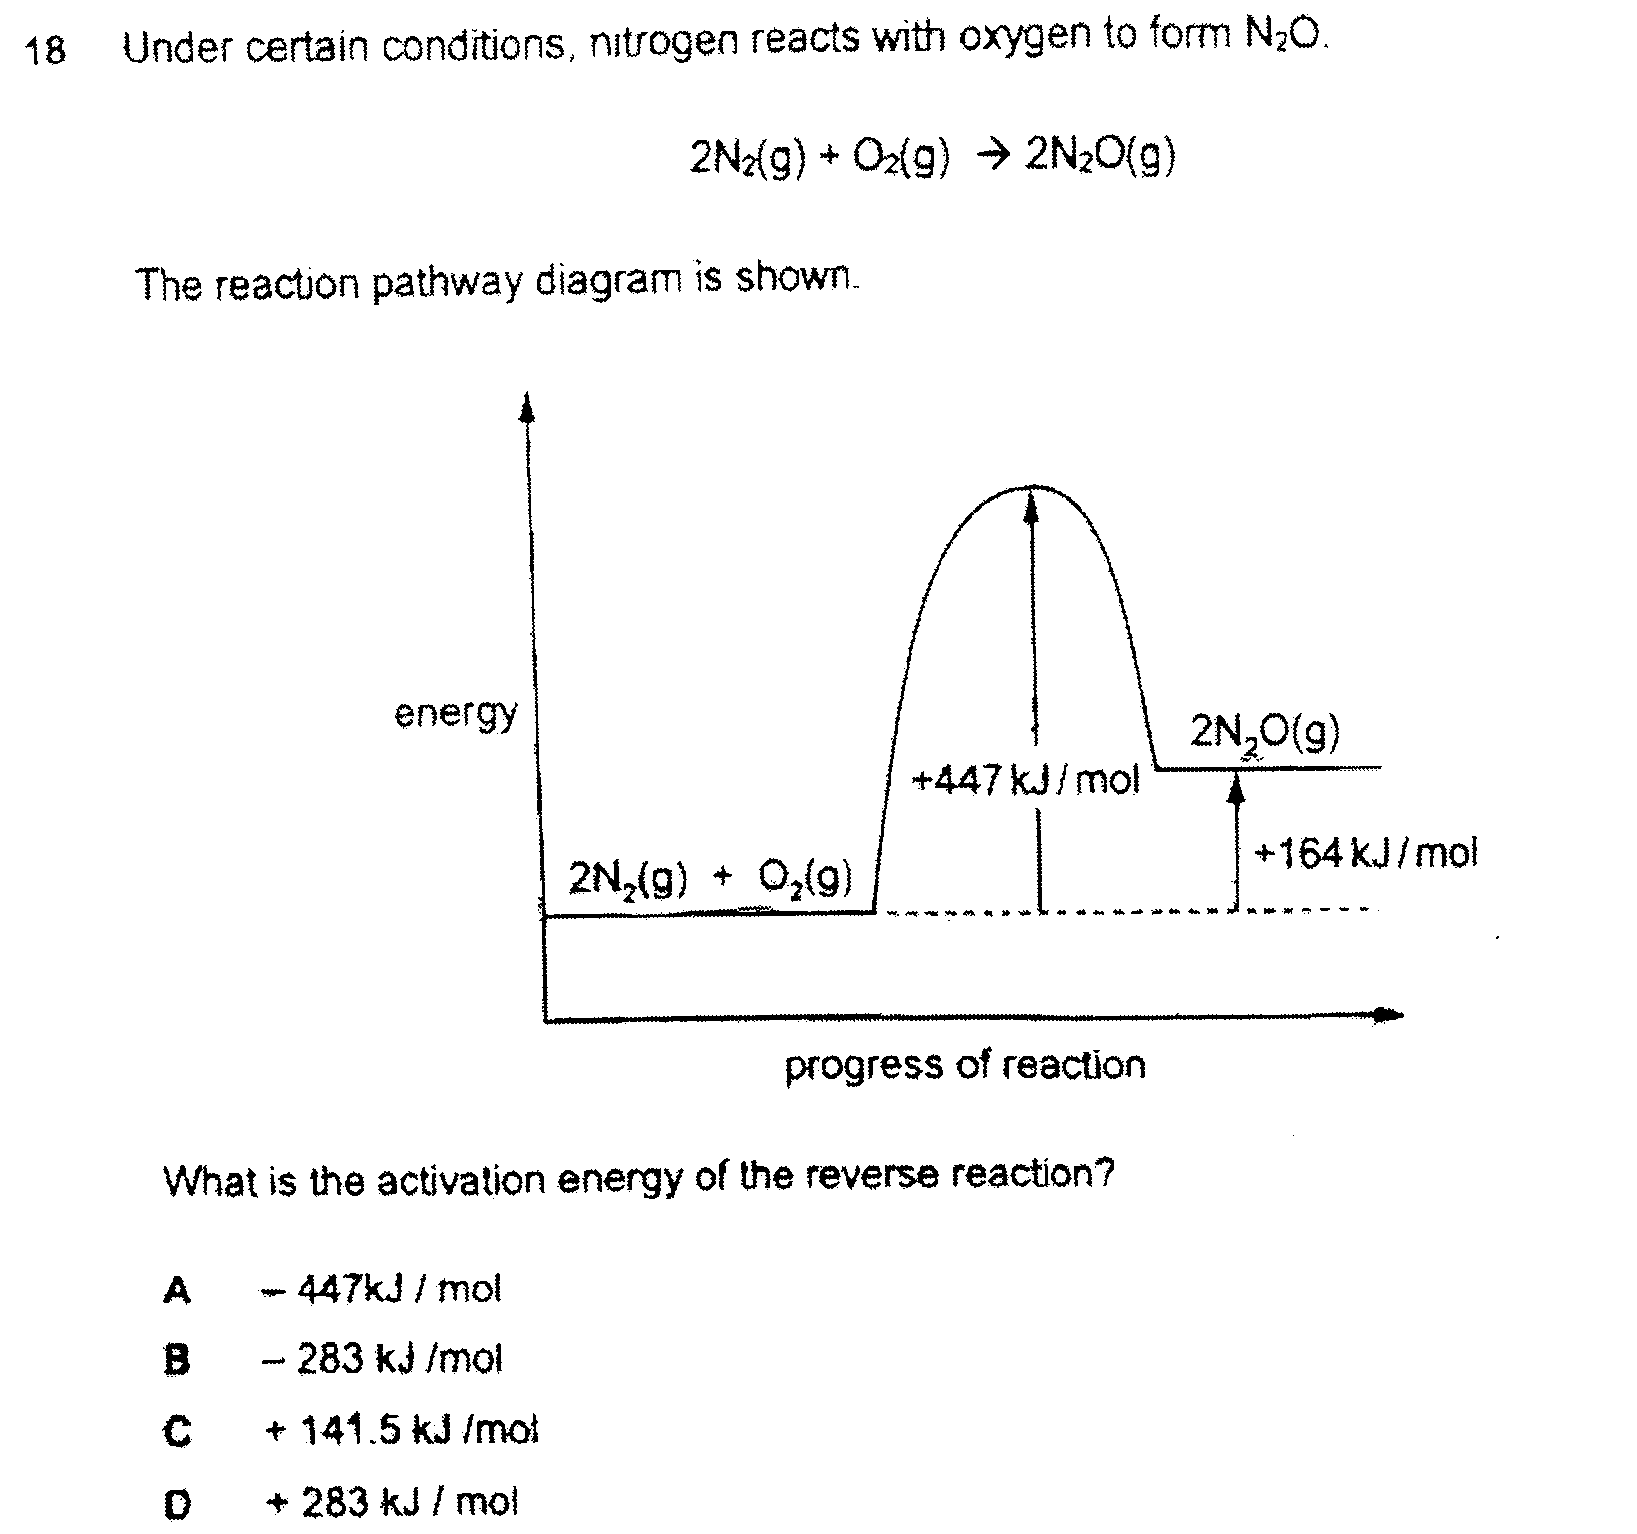 18 Under certain conditions, nitrogen reacts with oxygen to form N₂O.
2N₂(g) + O₂(g) → 2N₂O(g)
The reaction pathway diagram is shown.
energy
2N₂O(g)
+447 kJ / mol
+164 kJ / mol
2N₂(g) + O₂(g)
progress of reaction
What is the activation energy of the reverse reaction?
A – 447kJ / mol
B – 283 kJ /mol
C + 141.5 kJ /mol
D + 283 kJ / mol